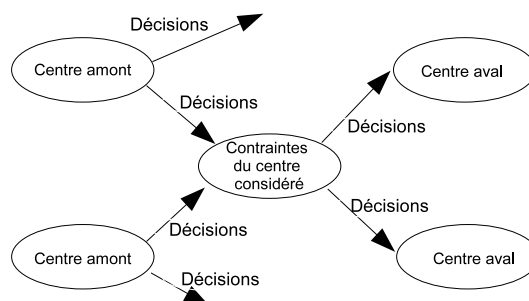 Décisions
Centre amont
Centre aval
Décisions
Décisions
Contraintes
du centre
considéré
Décisions
Décisions
Centre amont
Centre aval
Décisions